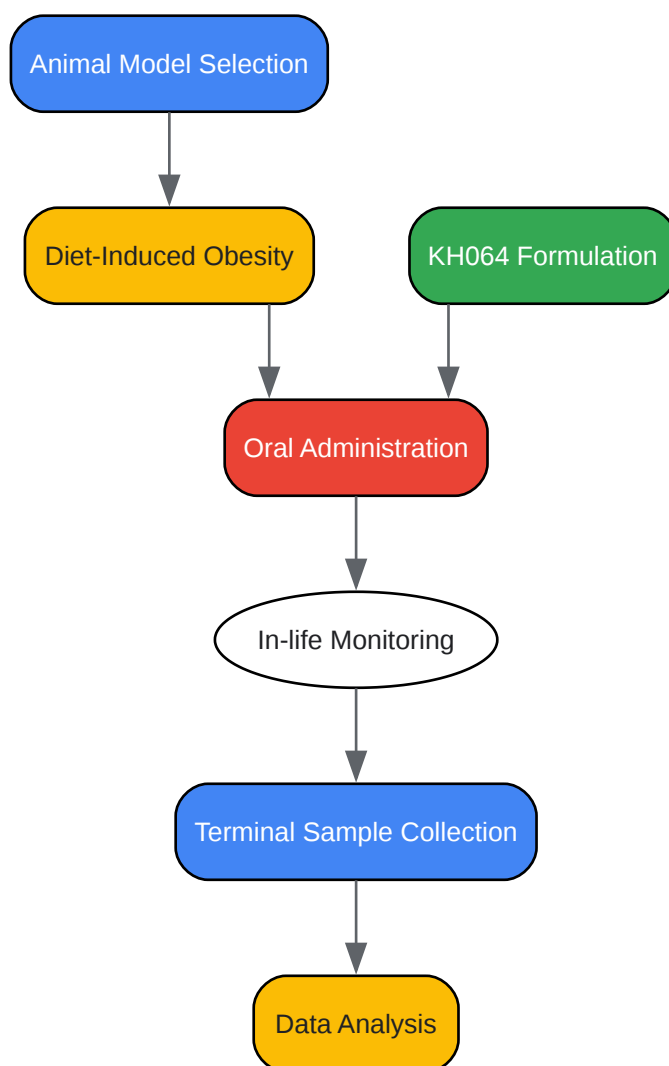 Animal Model Selection
Diet-Induced Obesity
KH064 Formulation
Oral Administration
In-life Monitoring
Terminal Sample Collection
Data Analysis